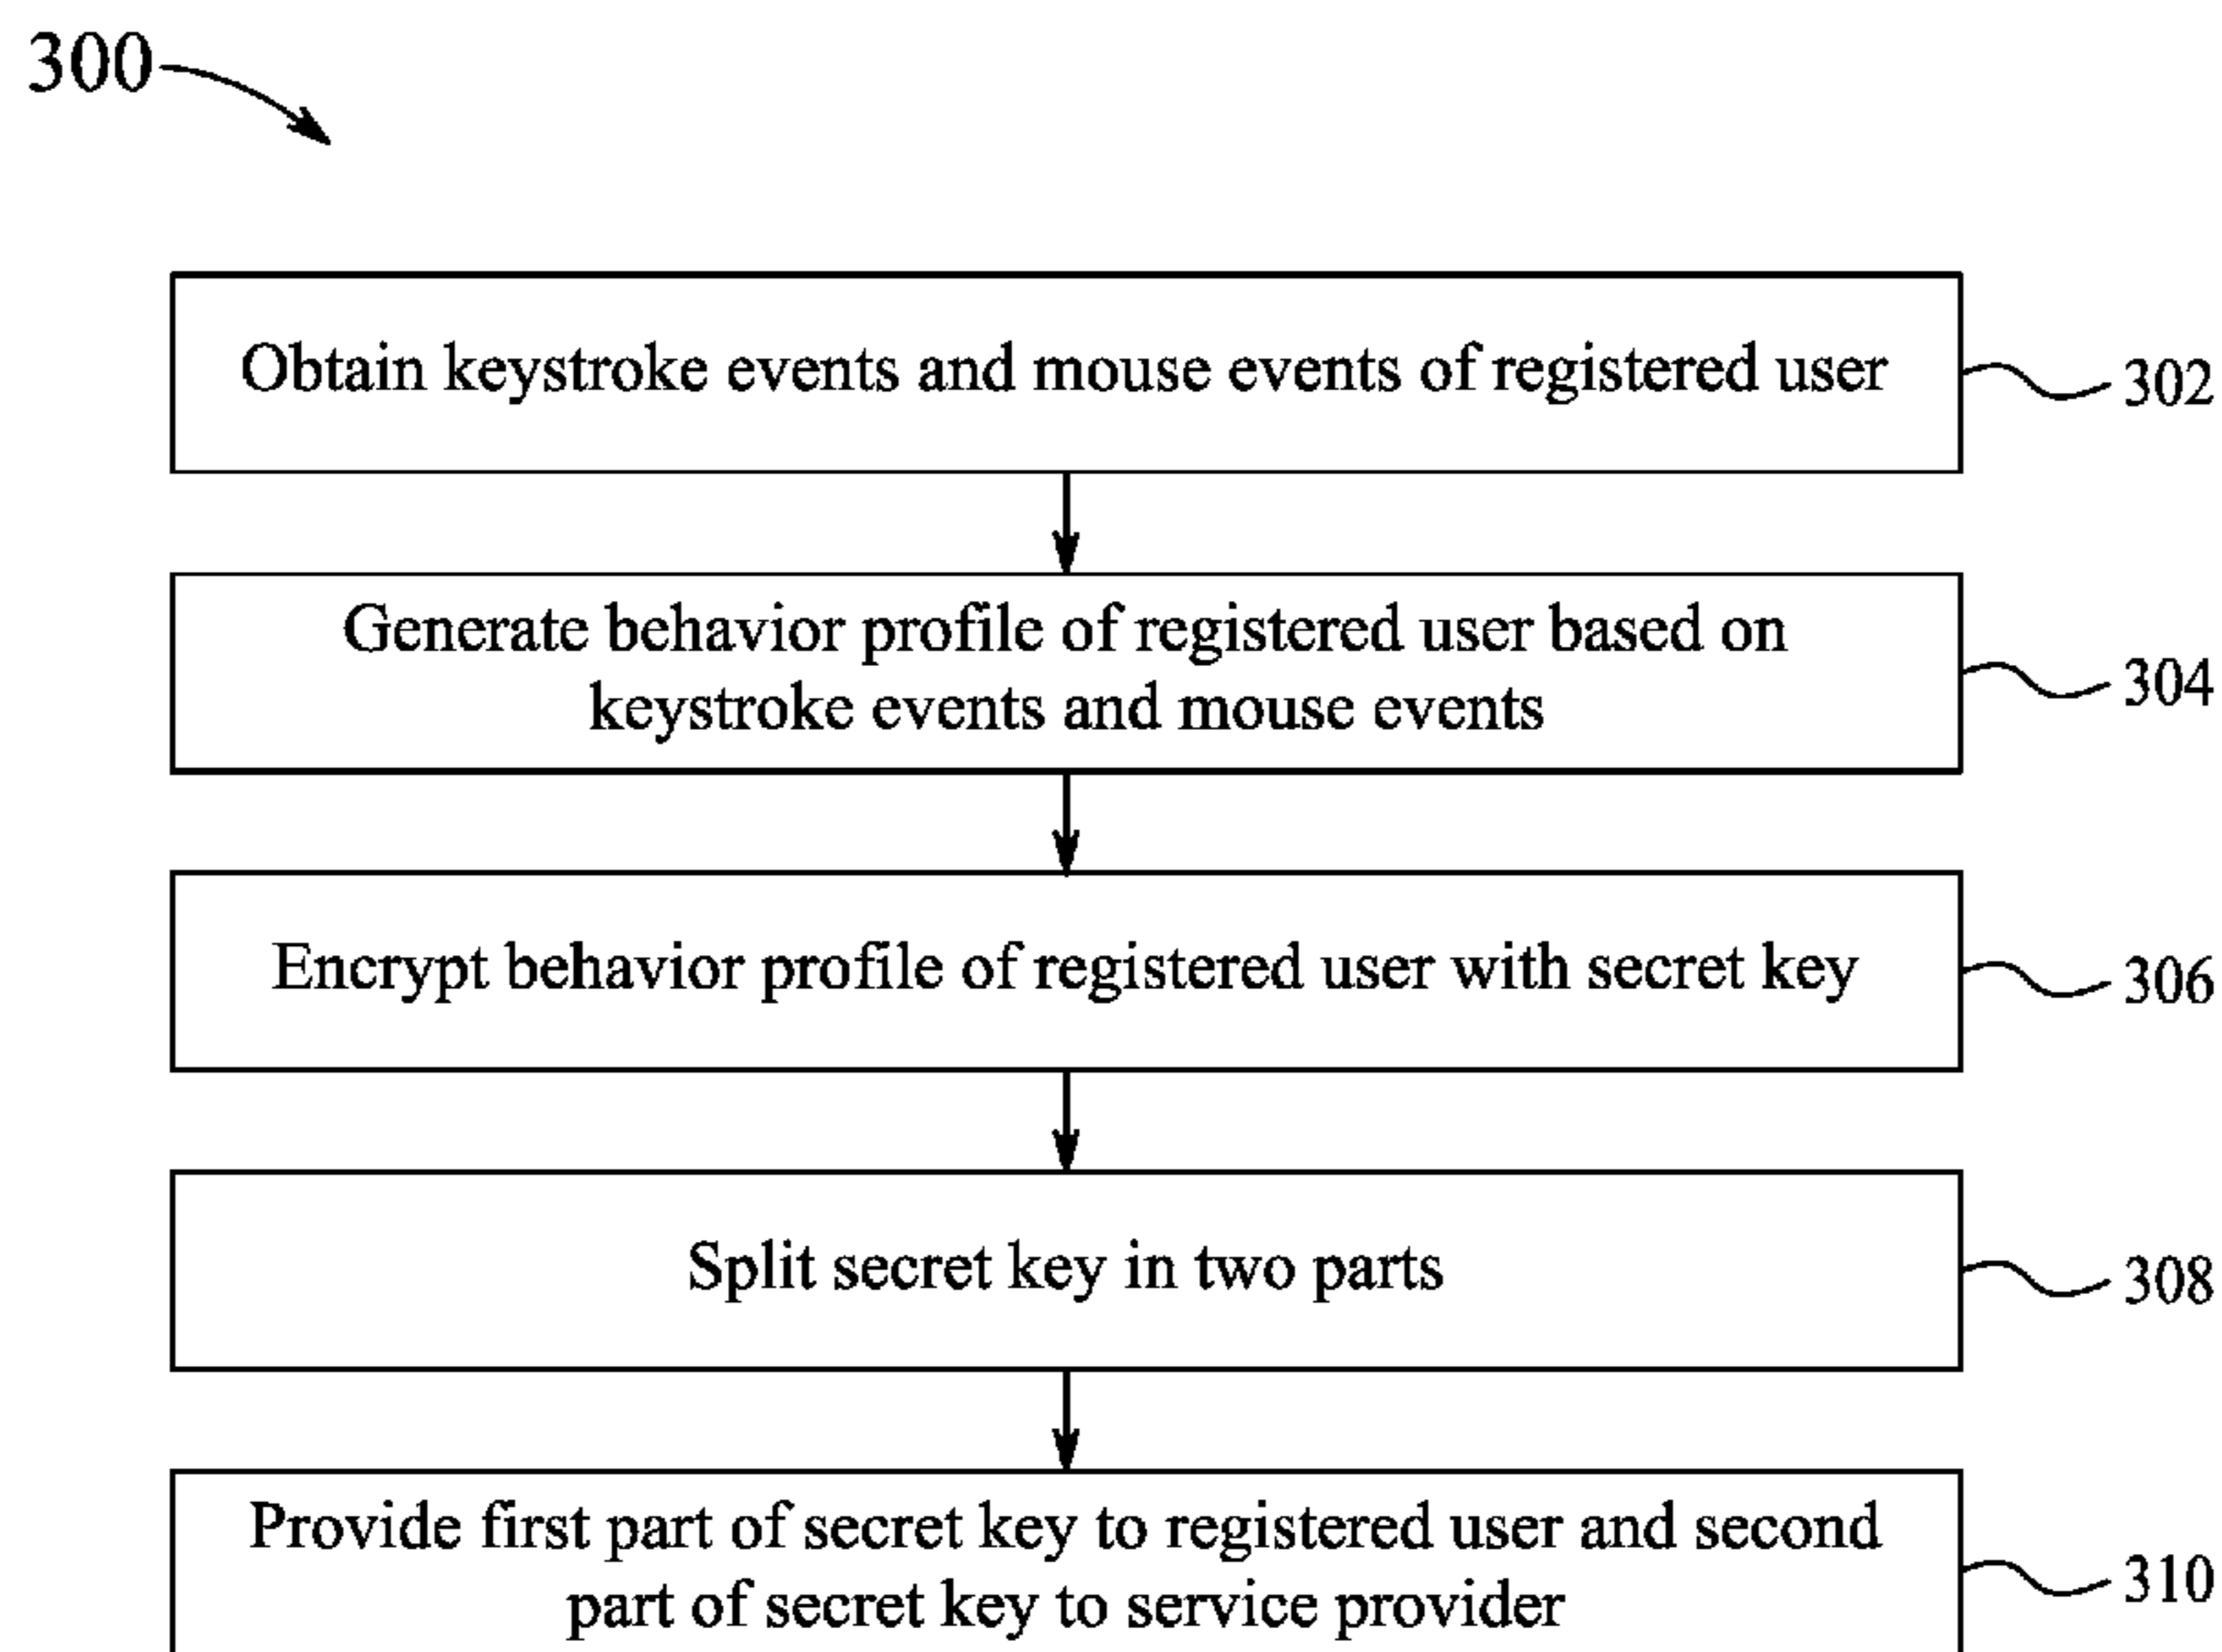 300
Obtain keystroke events and mouse events of registered user
302
Generate behavior profile of registered user based on
keystroke events and mouse events
304
Encrypt behavior profile of registered user with secret key
306
Split secret key in two parts
308
Provide first part of secret key to registered user and second
part of secret key to service provider
310